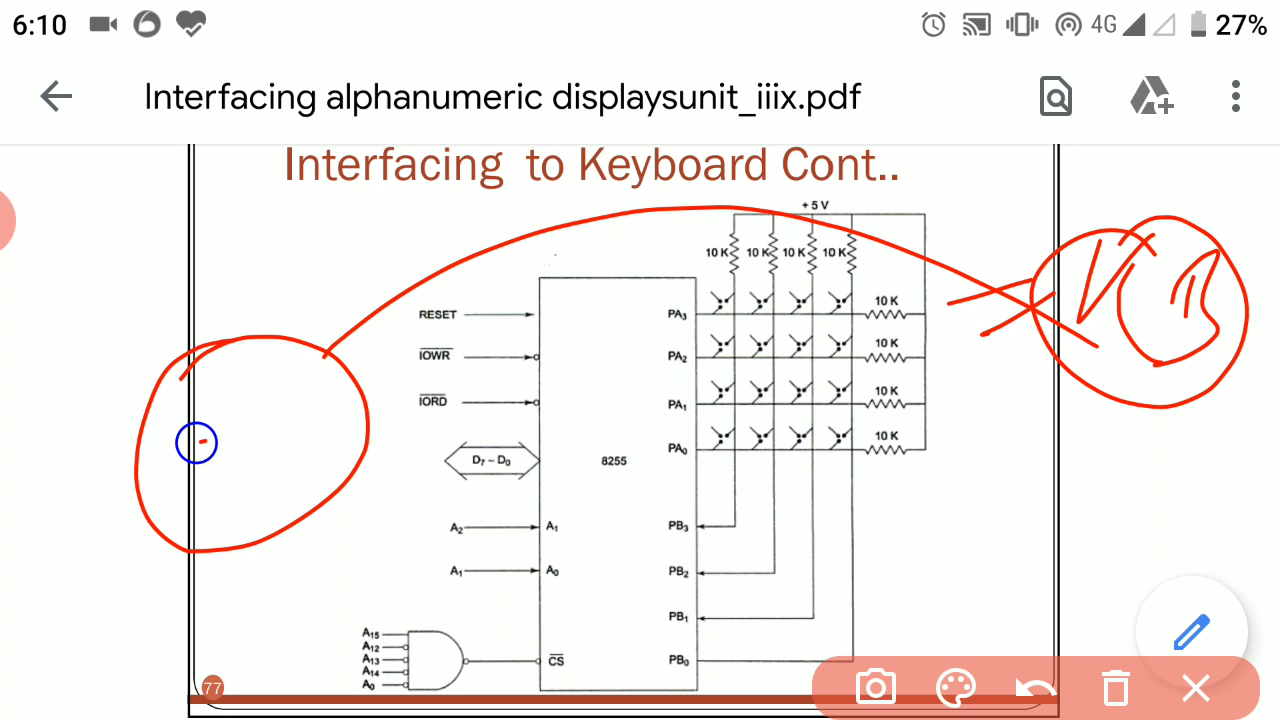 6:10 4G 27%
Interfacing alphanumeric displaysunit_iiix.pdf
Interfacing to Keyboard Cont..
+ 5 V
10 K 10 K 10 K 10 K
RESET PA3 10 K
IOWR PA2 10 K
IORD PA1 10 K
PA0 10 K
D7 – D0 8255
A2 A1 PB3
A1 A0 PB2
PB1
A15
A12
A13 CS PB0
A14
A0
77